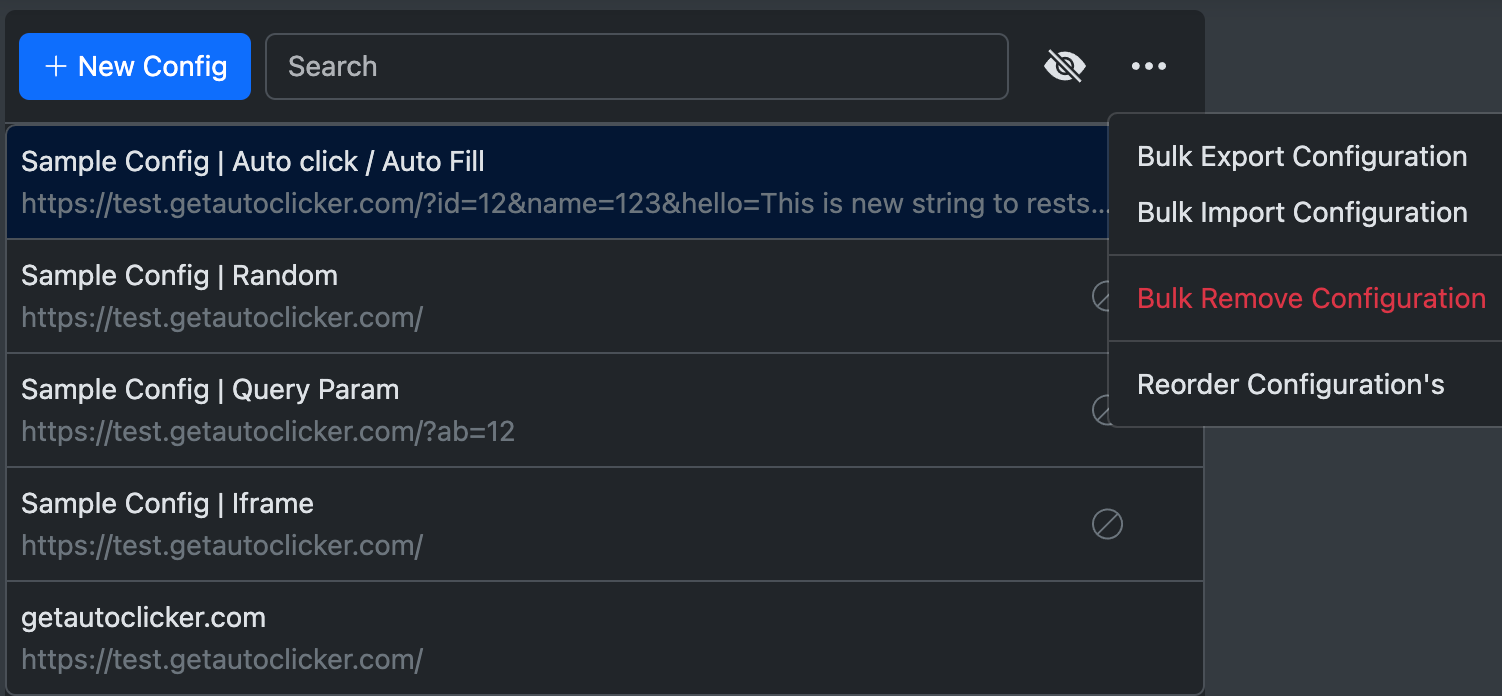 + New Config
Search
Sample Config | Auto click / Auto Fill
https://test.getautoclicker.com/?id=12&name=123&hello=This is new string to rests...
Sample Config | Random
https://test.getautoclicker.com/
Sample Config | Query Param
https://test.getautoclicker.com/?ab=12
Sample Config | Iframe
https://test.getautoclicker.com/
getautoclicker.com
https://test.getautoclicker.com/
Bulk Export Configuration
Bulk Import Configuration
Bulk Remove Configuration
Reorder Configuration's